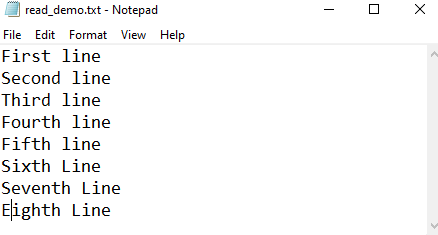 read_demo.txt - Notepad
File Edit Format View Help
First line
Second line
Third line
Fourth line
Fifth line
Sixth Line
Seventh Line
Eighth Line